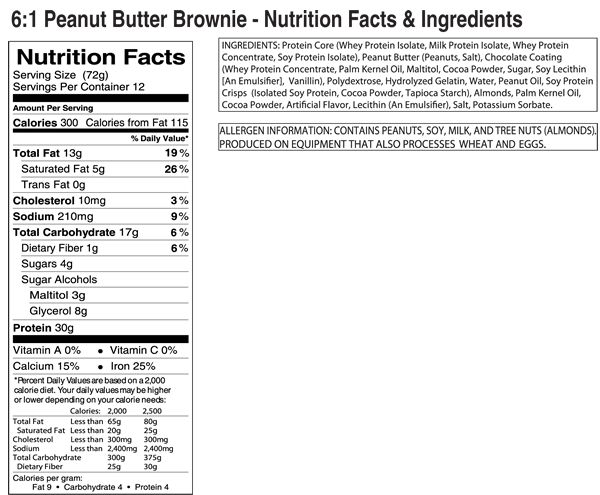 6:1 Peanut Butter Brownie - Nutrition Facts & Ingredients
Nutrition Facts
Serving Size (72g)
Servings Per Container 12
Amount Per Serving
Calories 300 Calories from Fat 115
% Daily Value*
Total Fat 13g 19%
Saturated Fat 5g 26%
Trans Fat 0g
Cholesterol 10mg 3%
Sodium 210mg 9%
Total Carbohydrate 17g 6%
Dietary Fiber 1g 6%
Sugars 4g
Sugar Alcohols
Maltitol 3g
Glycerol 8g
Protein 30g
Vitamin A 0% • Vitamin C 0%
Calcium 15% • Iron 25%
*Percent Daily Values are based on a 2,000
calorie diet. Your daily values may be higher
or lower depending on your calorie needs:
Calories: 2,000 2,500
Total Fat Less than 65g 80g
Saturated Fat Less than 20g 25g
Cholesterol Less than 300mg 300mg
Sodium Less than 2,400mg 2,400mg
Total Carbohydrate 300g 375g
Dietary Fiber 25g 30g
Calories per gram:
Fat 9 • Carbohydrate 4 • Protein 4
INGREDIENTS: Protein Core (Whey Protein Isolate, Milk Protein Isolate, Whey Protein
Concentrate, Soy Protein Isolate), Peanut Butter (Peanuts, Salt), Chocolate Coating
(Whey Protein Concentrate, Palm Kernel Oil, Maltitol, Cocoa Powder, Sugar, Soy Lecithin
[An Emulsifier], Vanillin), Polydextrose, Hydrolyzed Gelatin, Water, Peanut Oil, Soy Protein
Crisps (Isolated Soy Protein, Cocoa Powder, Tapioca Starch), Almonds, Palm Kernel Oil,
Cocoa Powder, Artificial Flavor, Lecithin (An Emulsifier), Salt, Potassium Sorbate.
ALLERGEN INFORMATION: CONTAINS PEANUTS, SOY, MILK, AND TREE NUTS (ALMONDS).
PRODUCED ON EQUIPMENT THAT ALSO PROCESSES WHEAT AND EGGS.